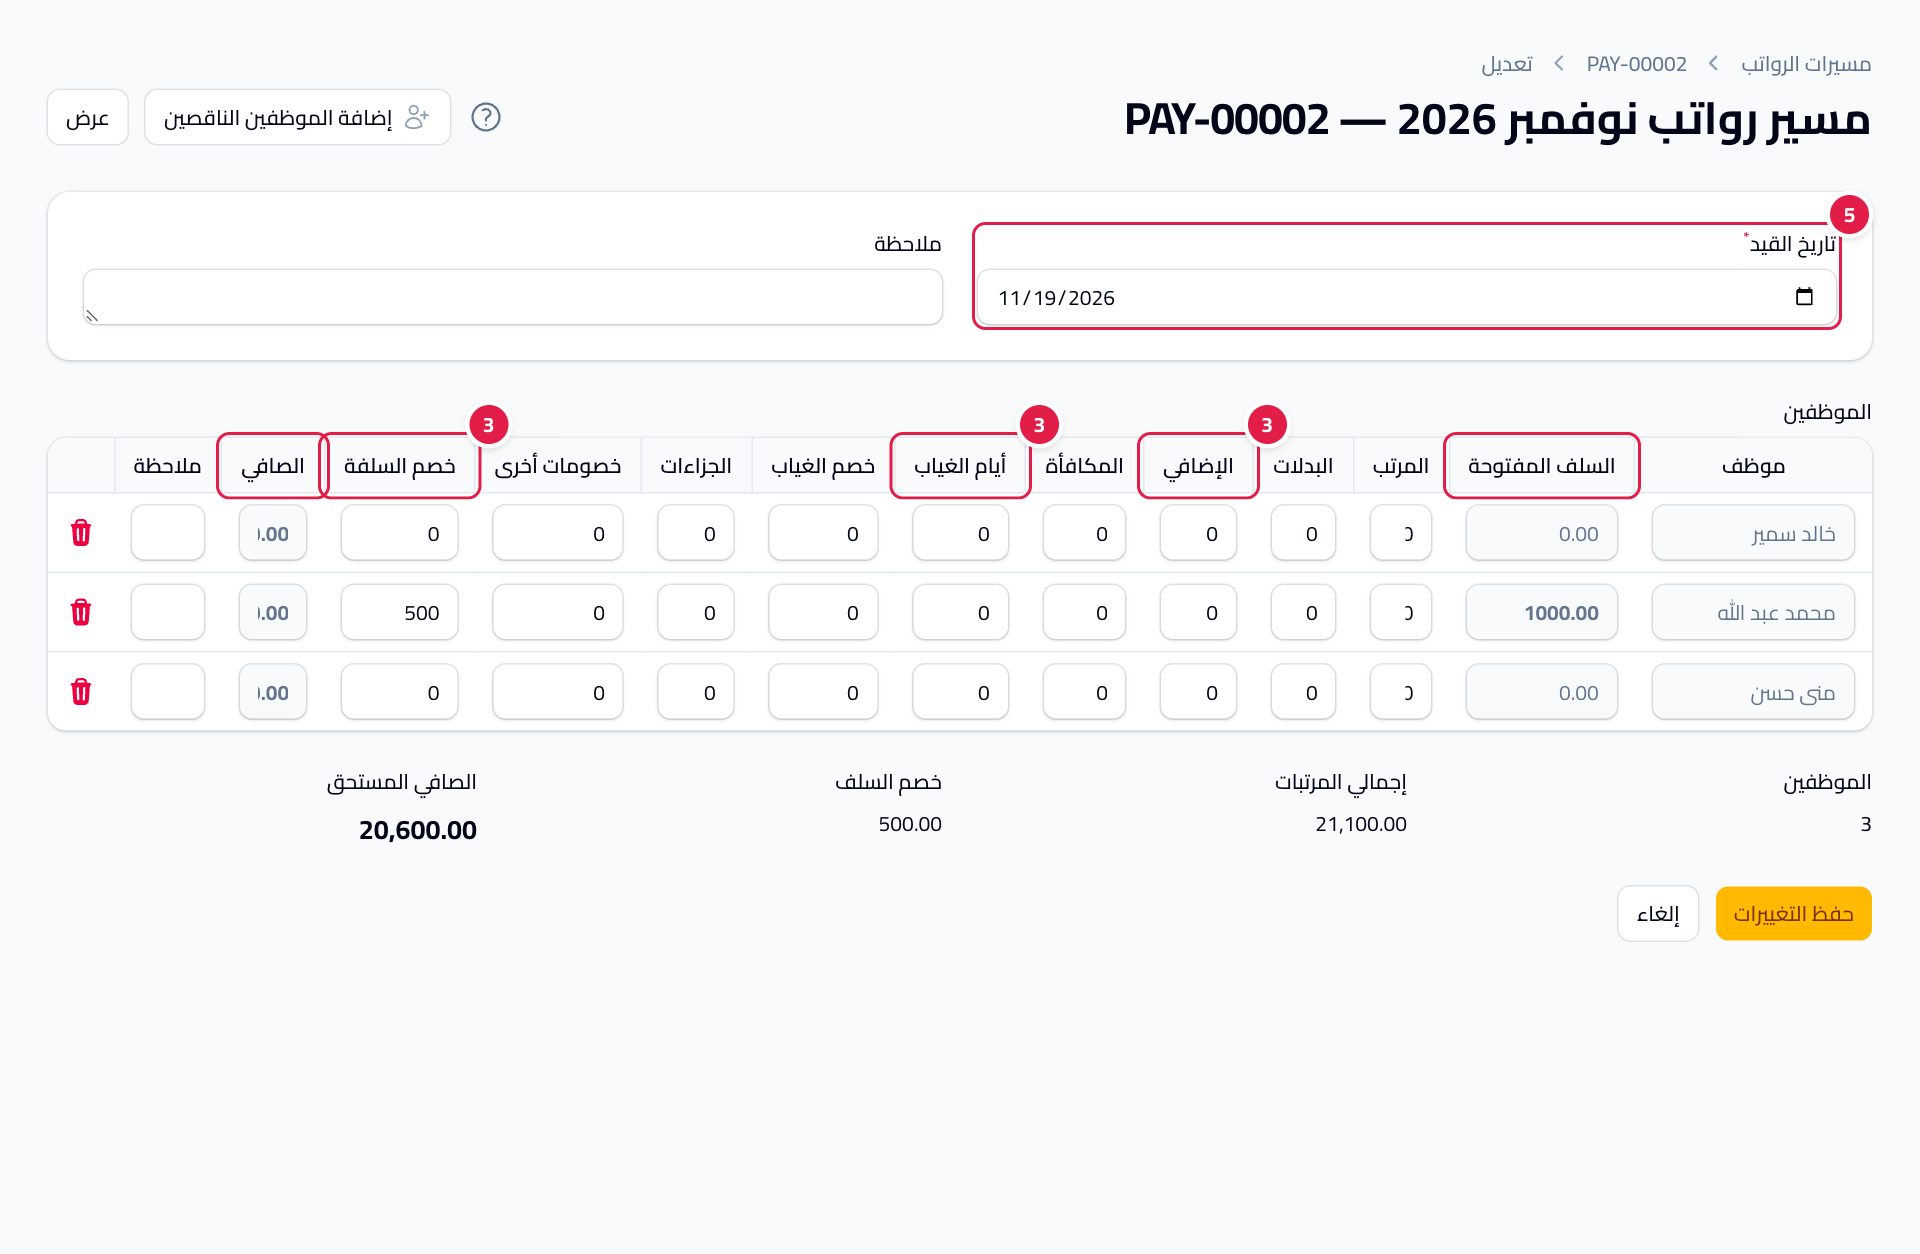 مسيرات الرواتب > PAY-00002 > تعديل
مسير رواتب نوفمبر 2026 — PAY-00002
إضافة الموظفين الناقصين
عرض
5
تاريخ القيد*
ملاحظة
11/19/2026
الموظفين
3 3 3
موظف السلف المفتوحة المرتب البدلات الإضافي المكافأة أيام الغياب خصم الغياب الجزاءات خصومات أخرى خصم السلفة الصافي ملاحظة
خالد سمير 0.00 0 0 0 0 0 0 0 0
محمد عبد الله 1000.00 0 0 0 0 0 0 0 500
منى حسن 0.00 0 0 0 0 0 0 0 0
الموظفين إجمالي المرتبات خصم السلف الصافي المستحق
3 21,100.00 500.00 20,600.00
حفظ التغييرات إلغاء